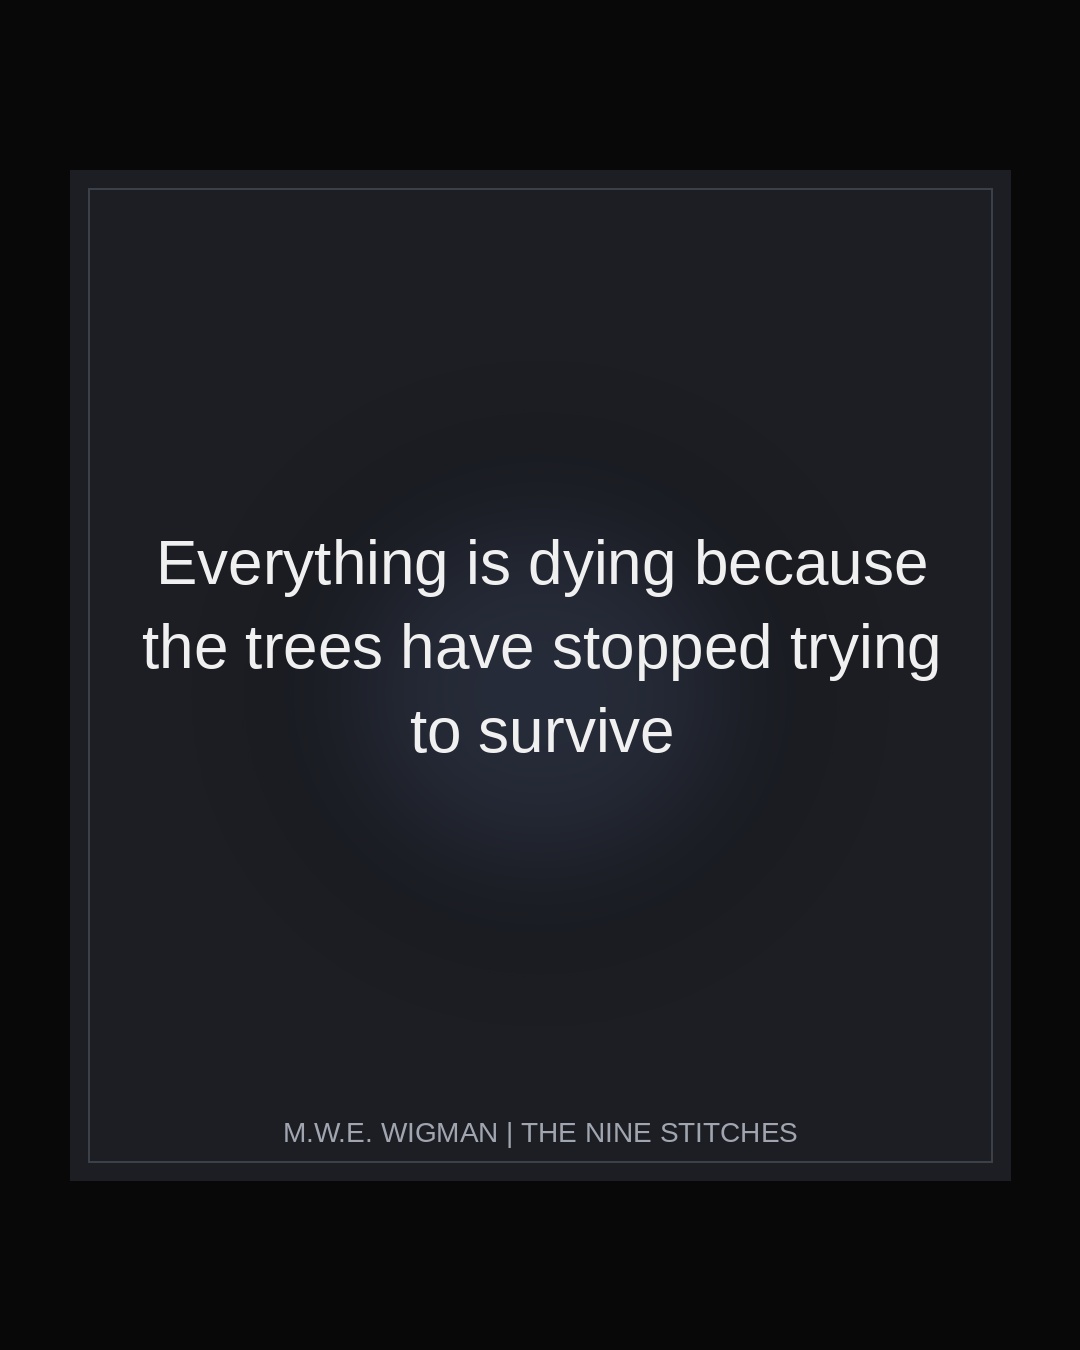 Everything is dying because
the trees have stopped trying
to survive
M.W.E. WIGMAN | THE NINE STITCHES